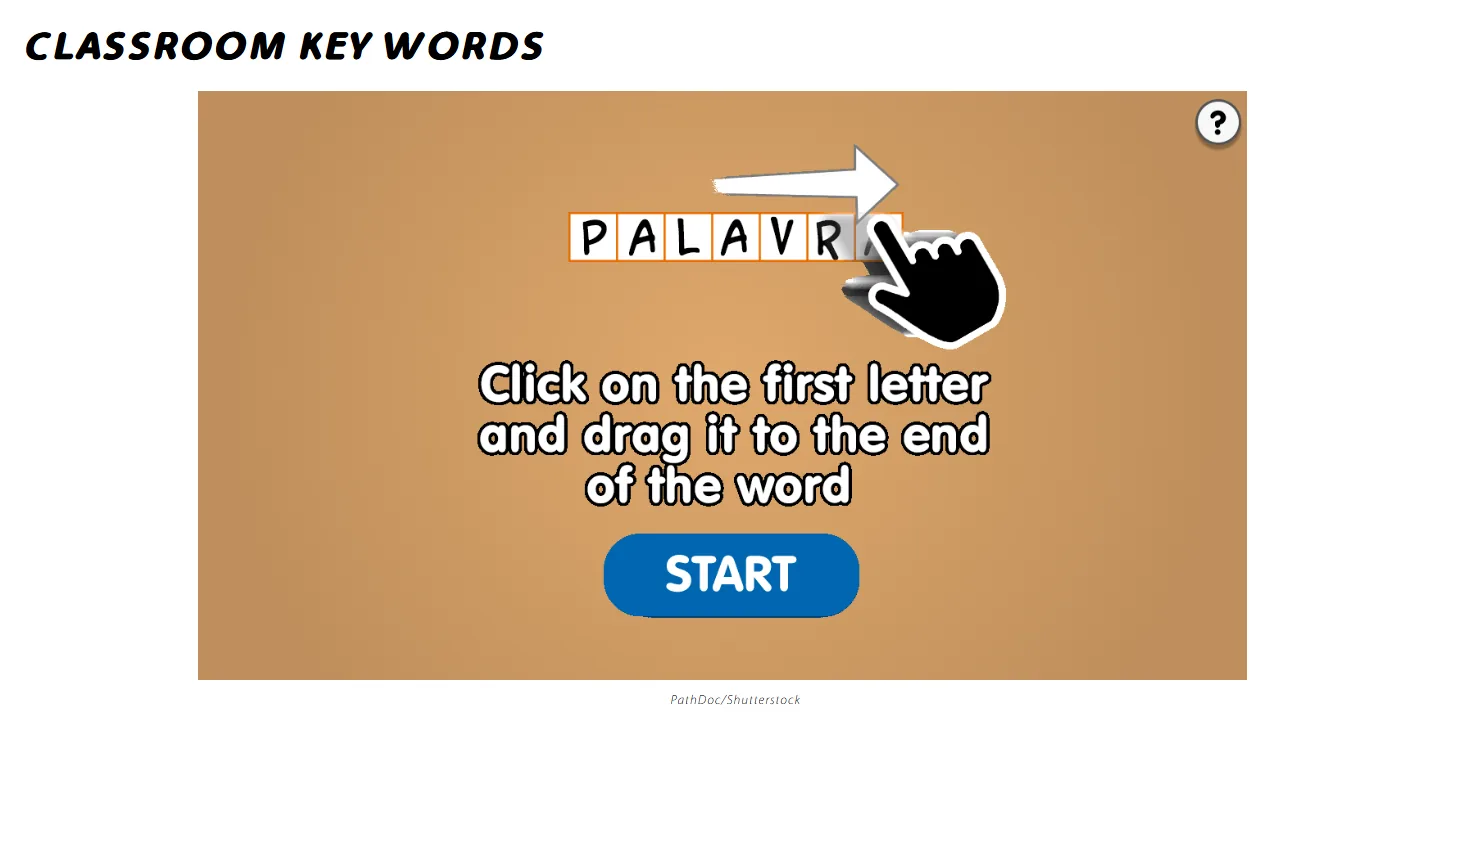 CLASSROOM KEY WORDS
?
PALAVRA
Click on the first letter
and drag it to the end
of the word
START
PathDoc/Shutterstock